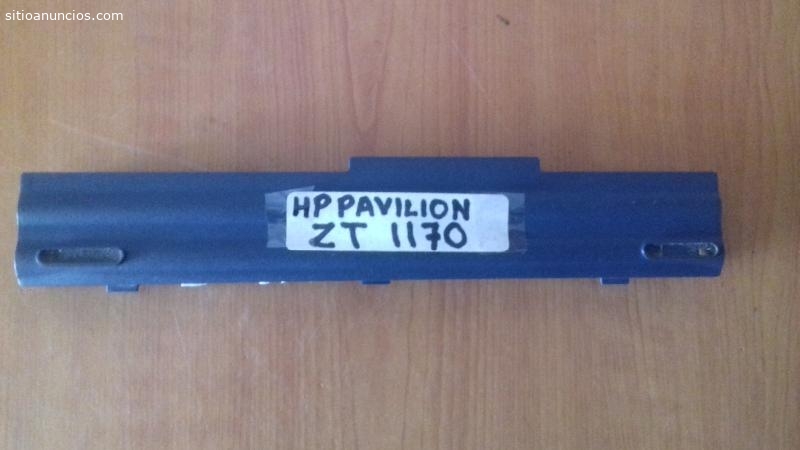 sitioanuncios.com
HP PAVILION
ZT 1170